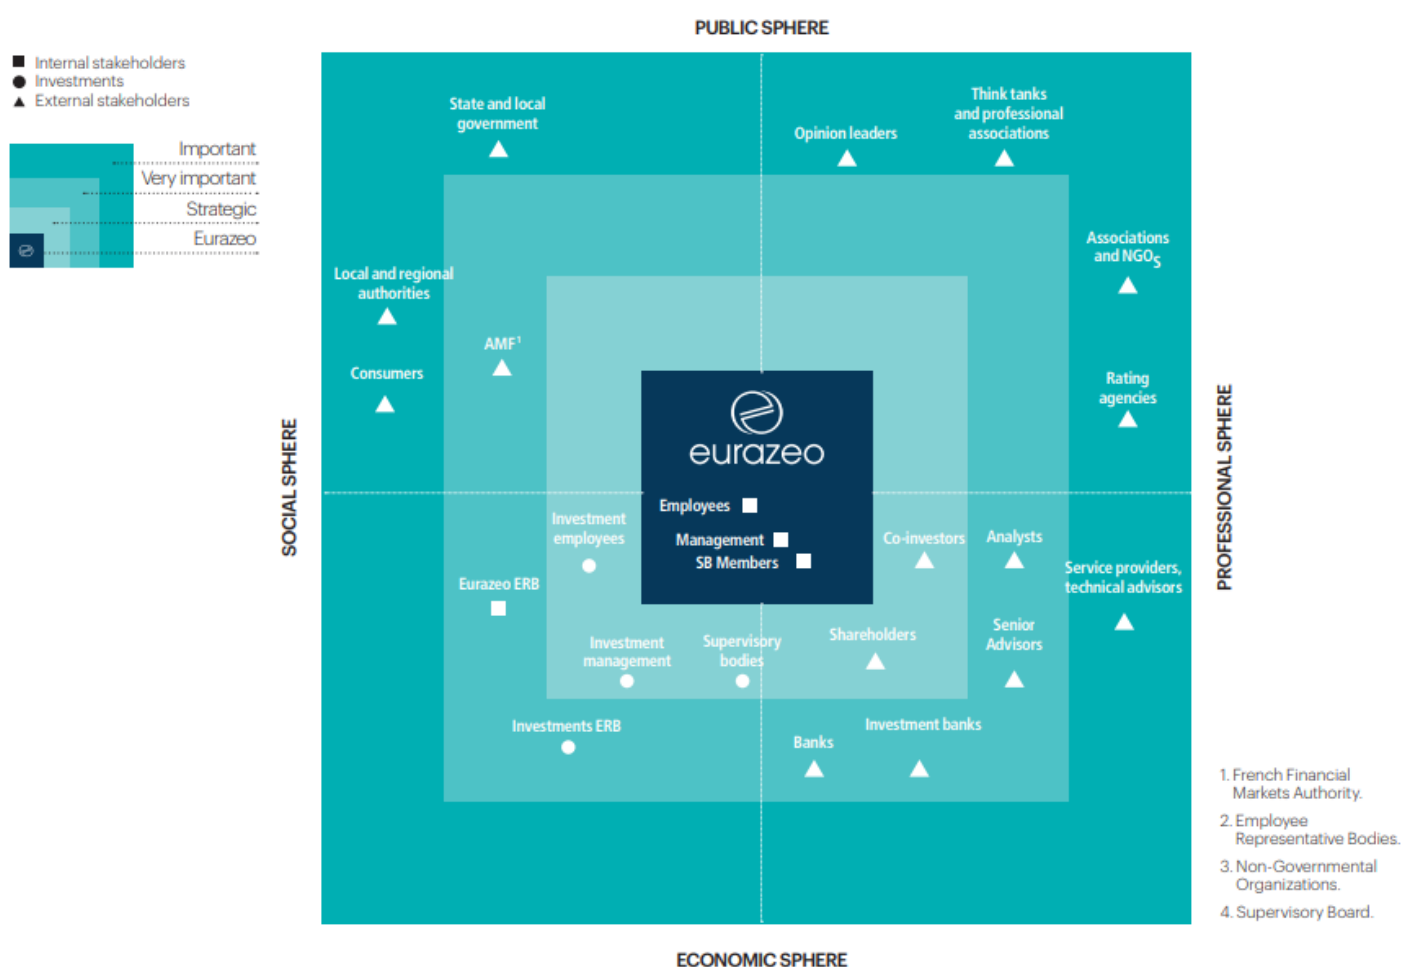 PUBLIC SPHERE
Internal stakeholders
Investments
External stakeholders
Important
Very important
Strategic
Eurazeo
State and local
government
Opinion leaders
Think tanks
and professional
associations
Associations
and NGOs
Local and regional
authorities
AMF¹
Consumers
Rating
agencies
SOCIAL SPHERE
PROFESSIONAL SPHERE
eurazeo
Employees
Management
SB Members
Investment
employees
Co-investors
Analysts
Eurazeo ERB
Service providers,
technical advisors
Investment
management
Supervisory
bodies
Shareholders
Senior
Advisors
Investments ERB
Banks
Investment banks
1. French Financial
Markets Authority.
2. Employee
Representative Bodies.
3. Non-Governmental
Organizations.
4. Supervisory Board.
ECONOMIC SPHERE